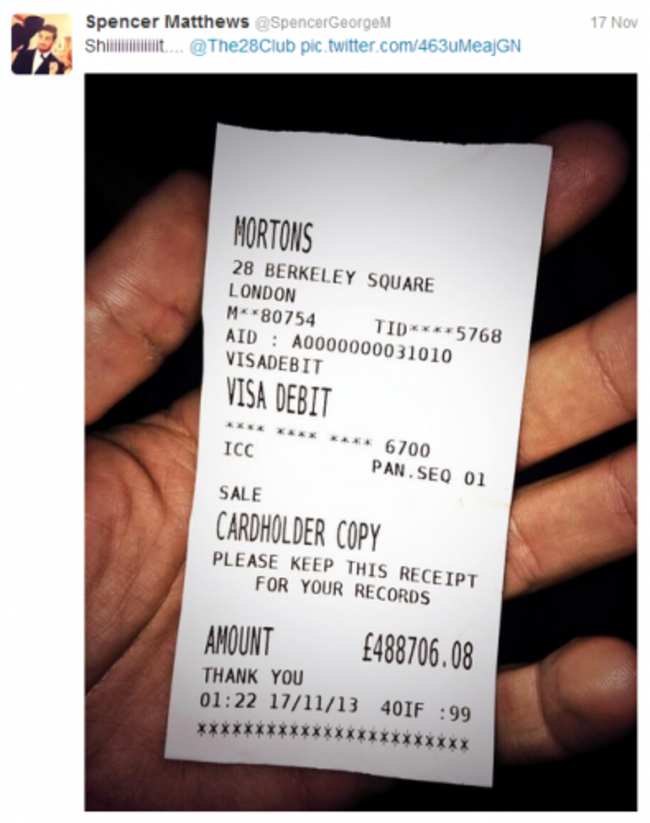 Spencer Matthews @SpencerGeorgeM 17 Nov
Shiiiiiiiiiiiiiit.... @The28Club pic.twitter.com/463uMeajGN
MORTONS
28 BERKELEY SQUARE
LONDON
M**80754 TID****5768
AID : A0000000031010
VISADEBIT
VISA DEBIT
**** **** **** 6700
ICC PAN.SEQ 01
SALE
CARDHOLDER COPY
PLEASE KEEP THIS RECEIPT
FOR YOUR RECORDS
AMOUNT £488706.08
THANK YOU
01:22 17/11/13 40IF :99
************************